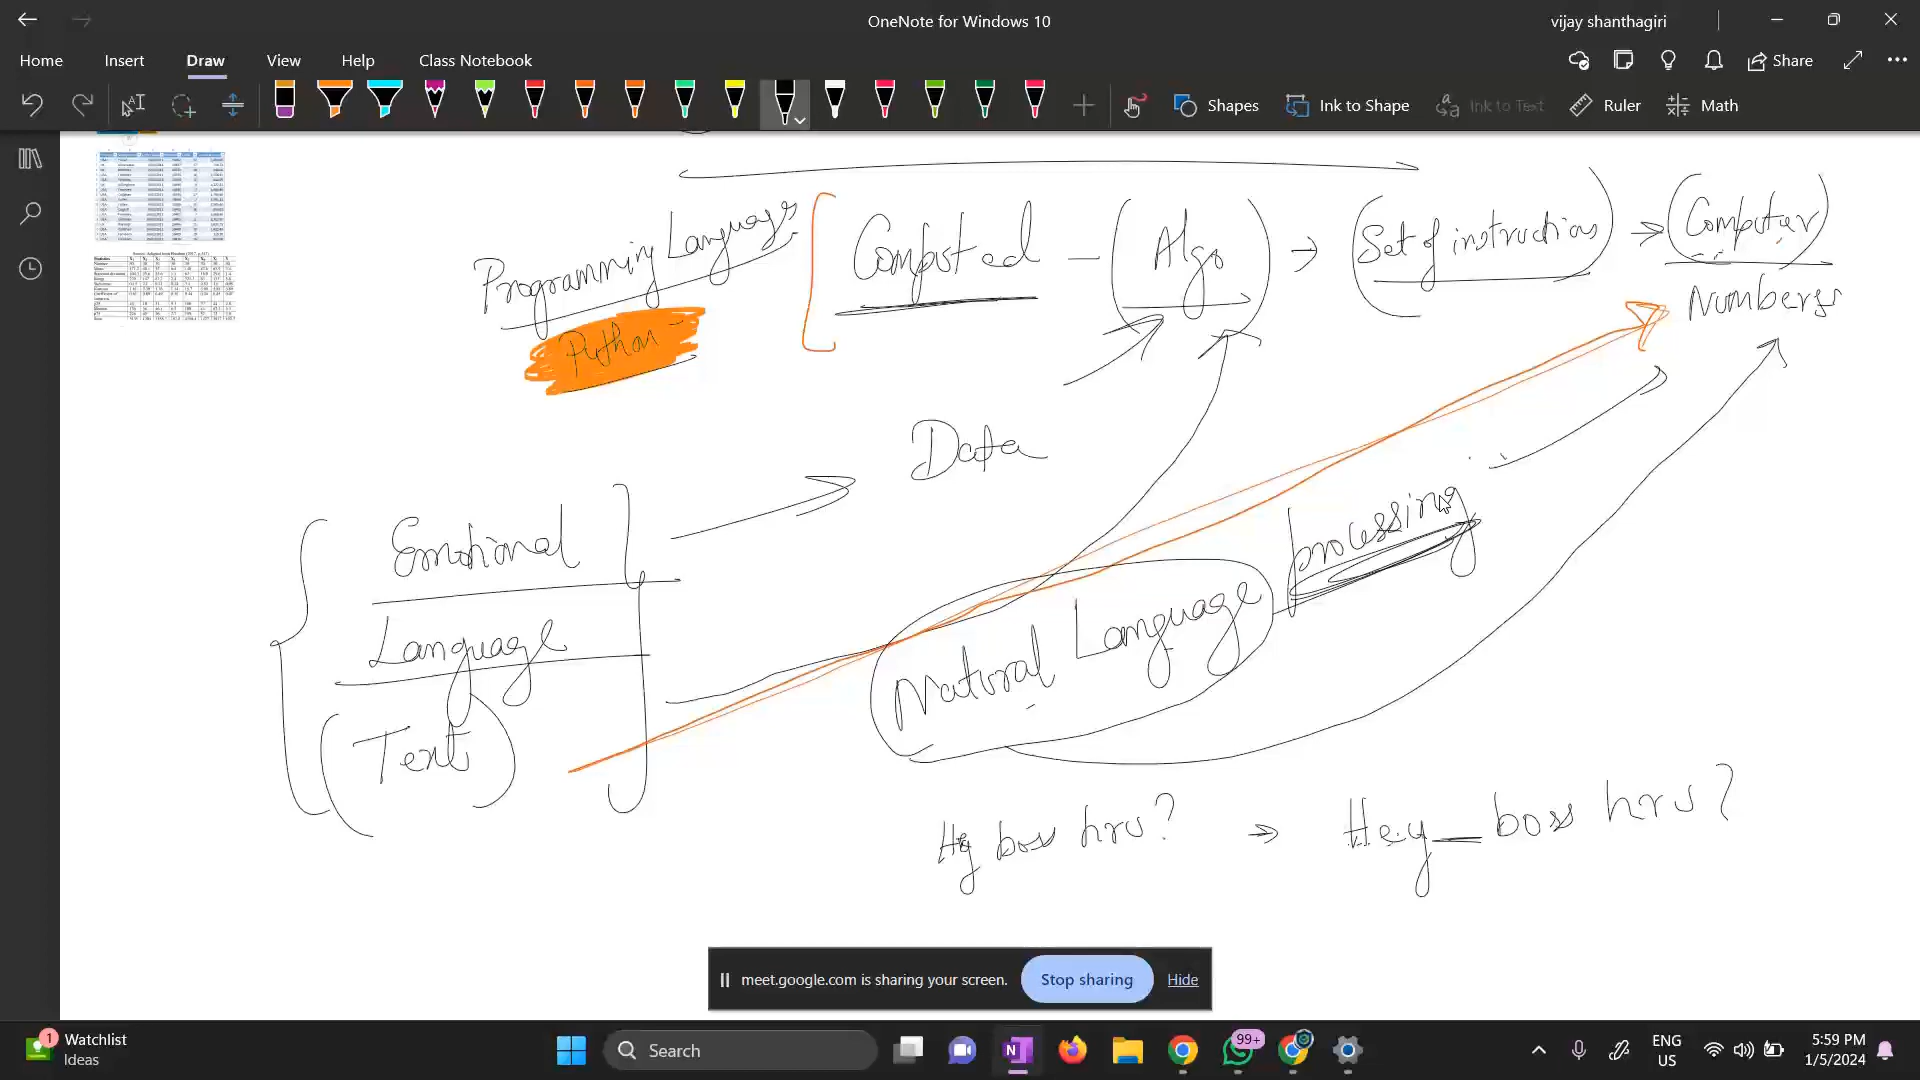 OneNote for Windows 10
vijay shanthagiri
Home
Insert
Draw
View
Help
Class Notebook
Share
Shapes
Ink to Shape
Ink to Text
Ruler
Math
Programming Language
[ Computed - (Algo) → (Set of instructions) → (Computer)
Python
Numbers
Data
Emotional
Language
(Text)
processing
Natural Language
Hey boss hru? → Hey_boss hru?
meet.google.com is sharing your screen.
Stop sharing
Hide
1
Watchlist
Ideas
Search
99+
ENG
US
5:59 PM
1/5/2024